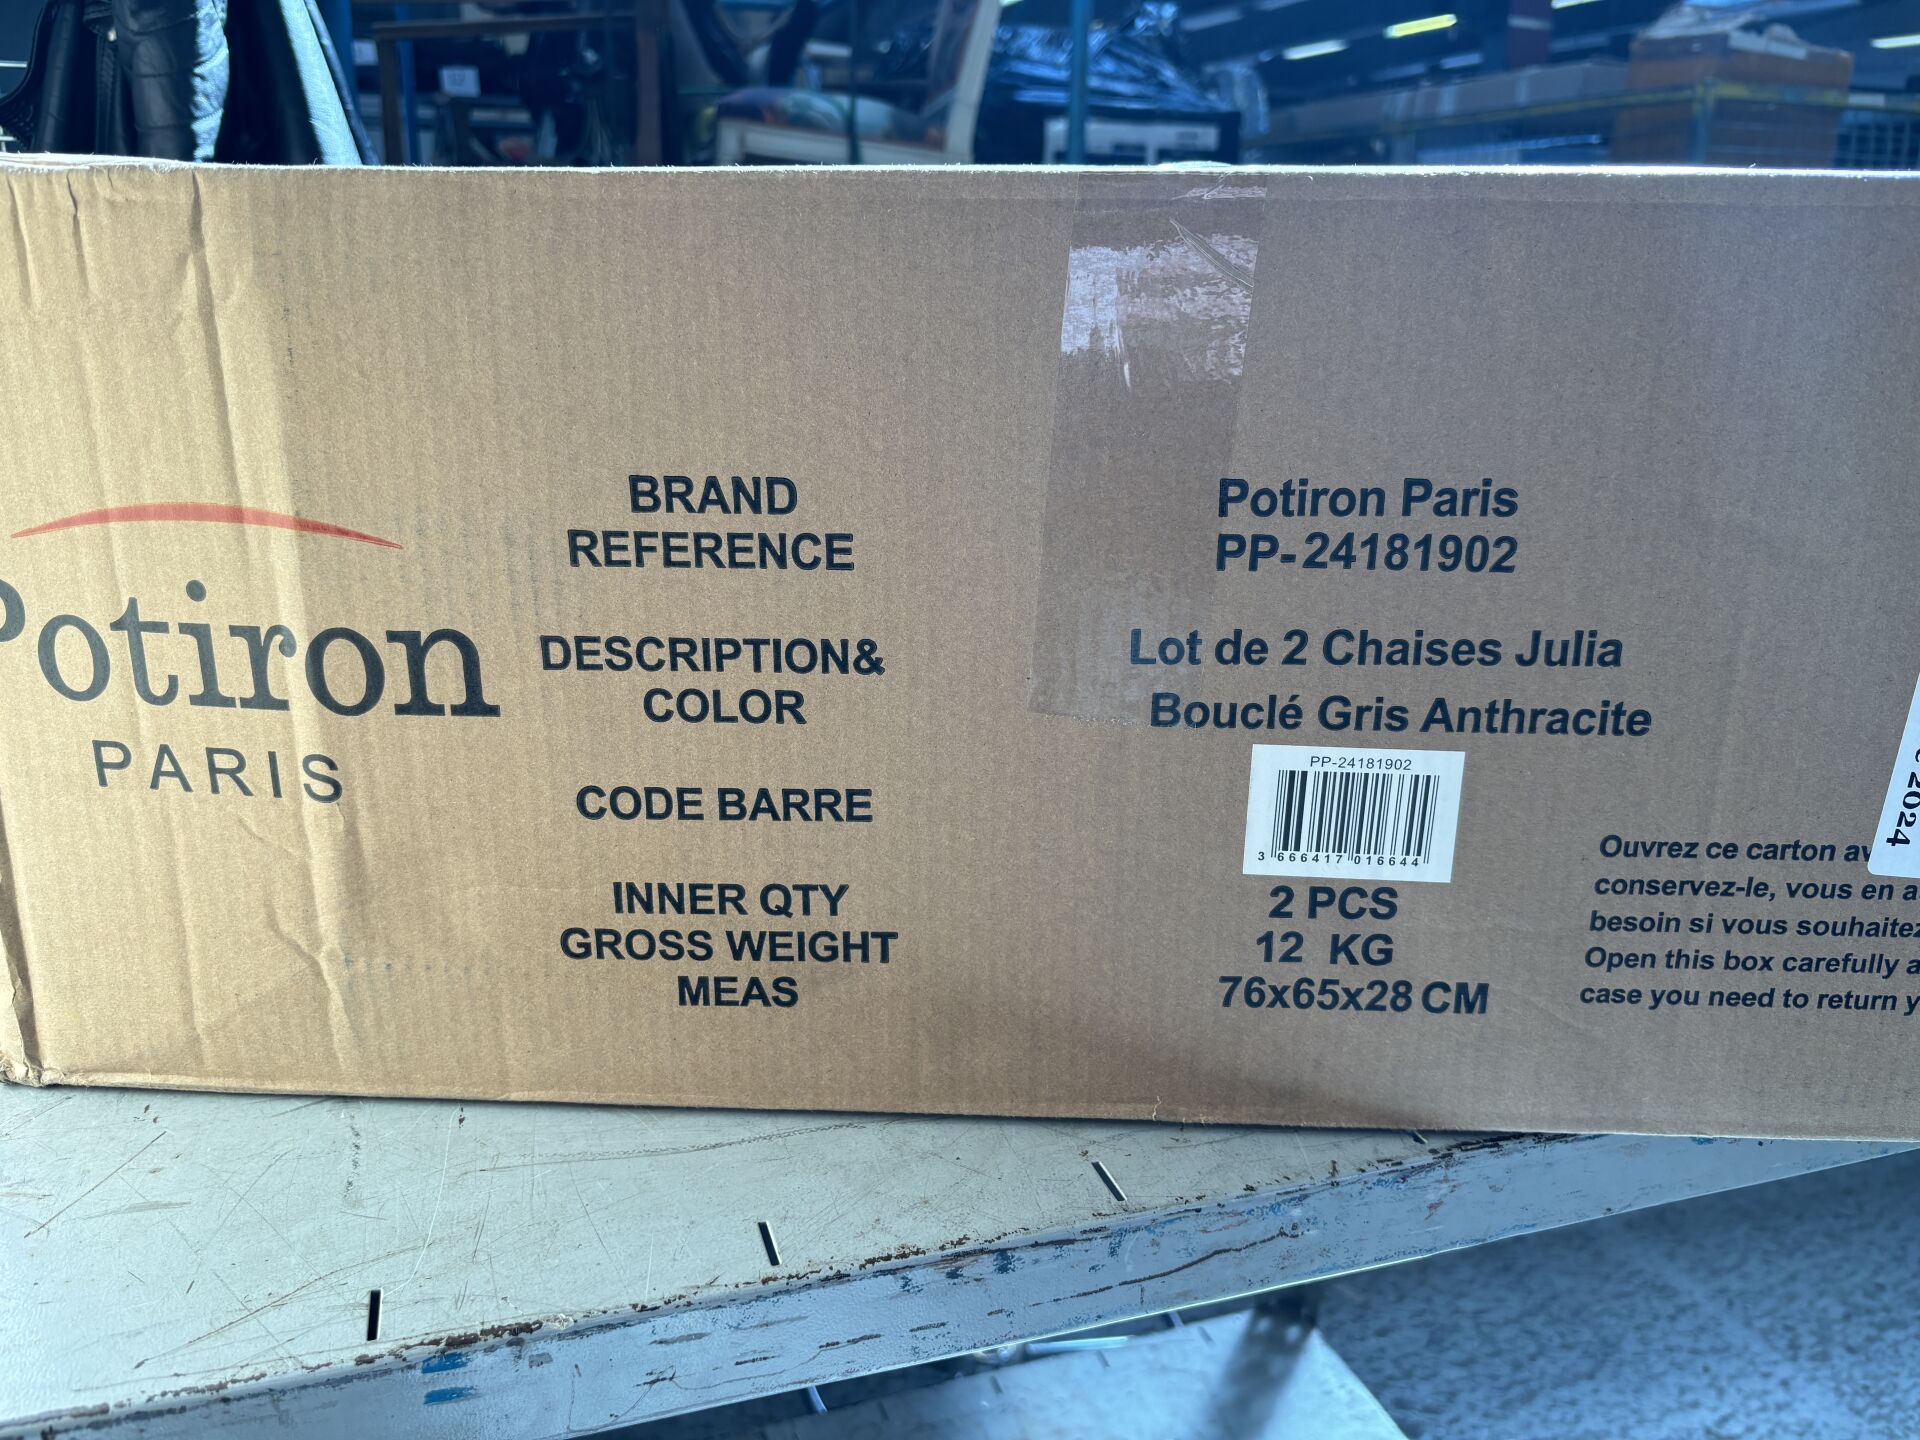 Potiron
PARIS
BRAND Potiron Paris
REFERENCE PP-24181902
DESCRIPTION& Lot de 2 Chaises Julia
COLOR Bouclé Gris Anthracite
CODE BARRE
PP-24181902
3 666417 016644
INNER QTY 2 PCS
GROSS WEIGHT 12 KG
MEAS 76x65x28 CM
Ouvrez ce carton
conservez-le, vous en
besoin si vous souhaitez
Open this box carefully
case you need to return
2024